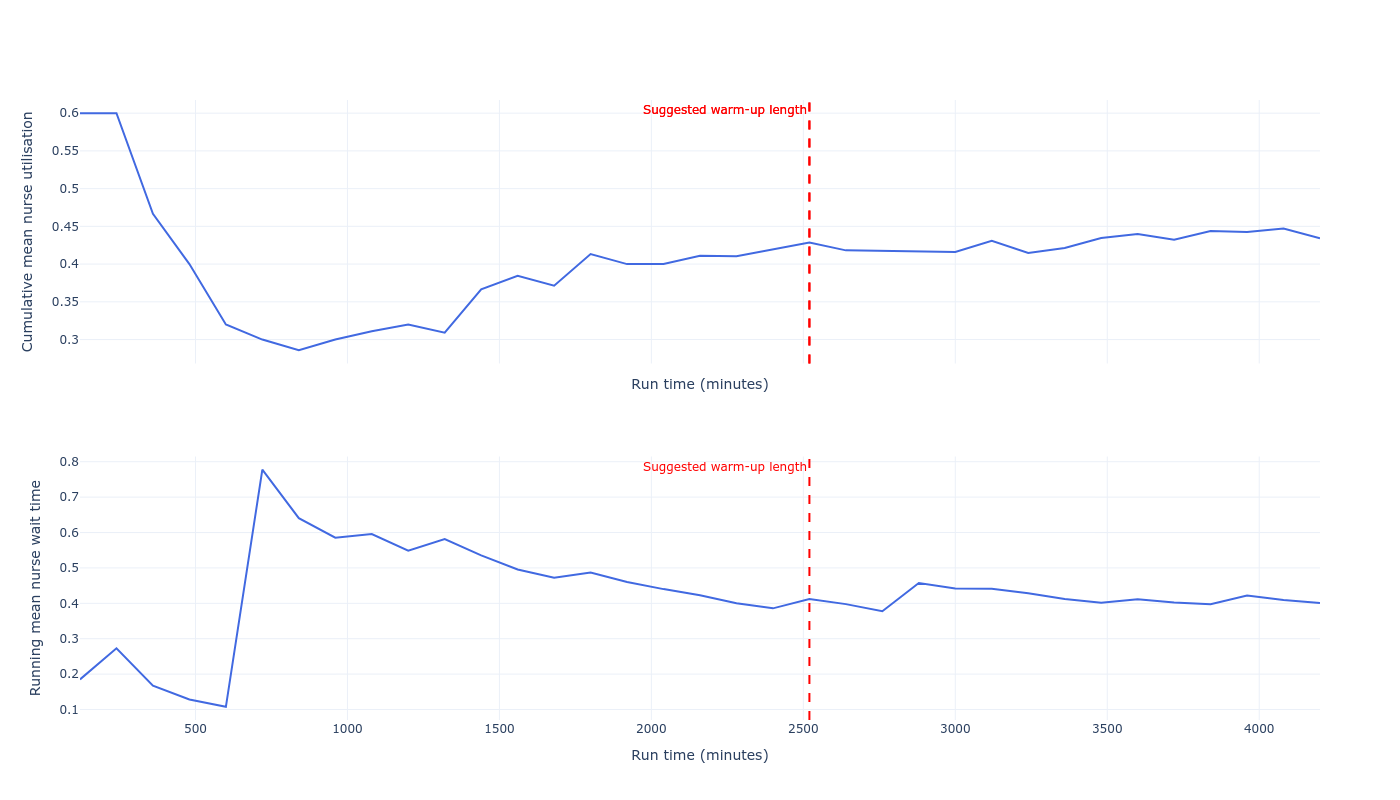 Cumulative mean nurse utilisation
0.6
0.55
0.5
0.45
0.4
0.35
0.3
Suggested warm-up length
Run time (minutes)
Running mean nurse wait time
0.8
0.7
0.6
0.5
0.4
0.3
0.2
0.1
Suggested warm-up length
500 1000 1500 2000 2500 3000 3500 4000
Run time (minutes)